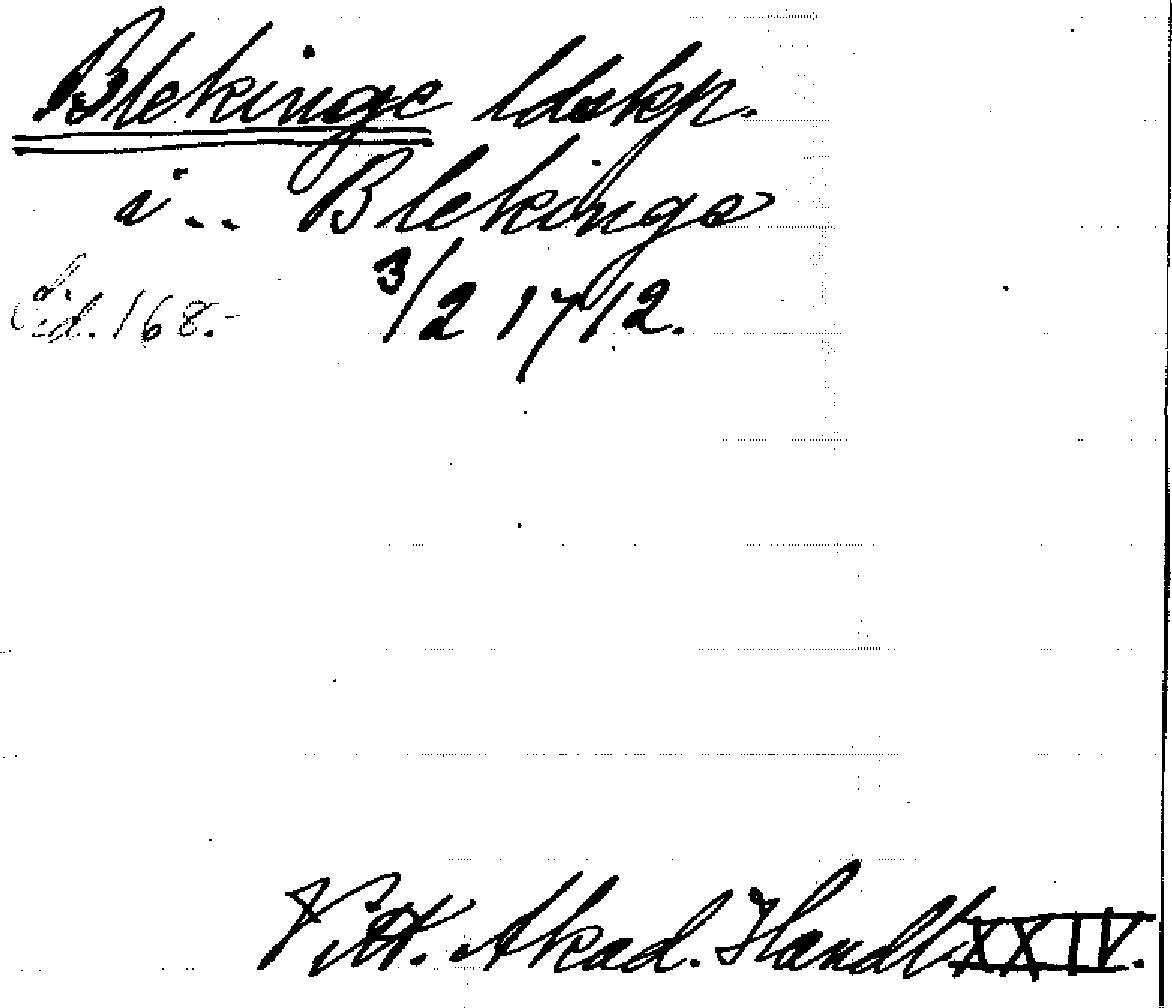 Blekinge ldskp.
i.. Blekinge
Sid. 168.- 3/2 1712.
Vitt. Akad. Handl. XXIV.